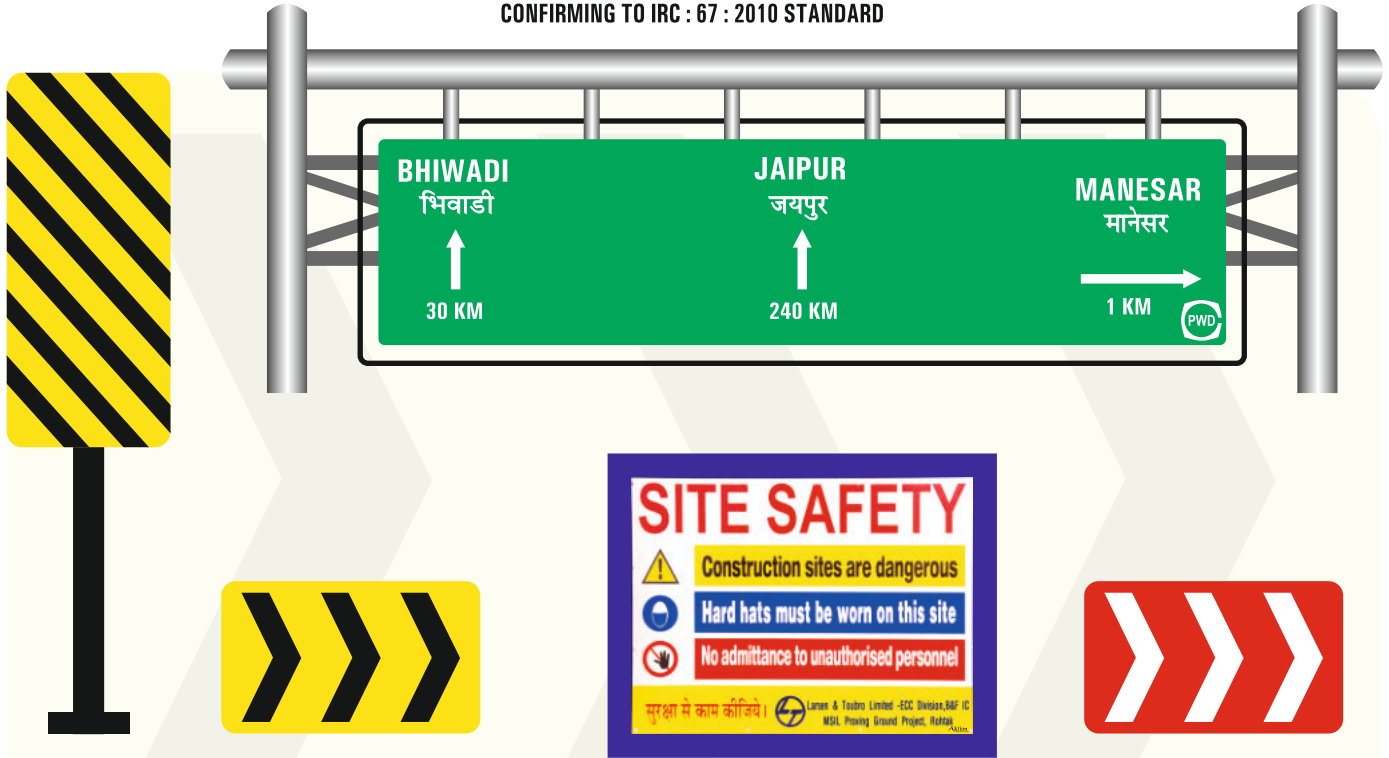 CONFIRMING TO IRC : 67 : 2010 STANDARD
BHIWADI
भिवाडी
30 KM
JAIPUR
जयपुर
240 KM
MANESAR
मानेसर
1 KM
PWD
SITE SAFETY
Construction sites are dangerous
Hard hats must be worn on this site
No admittance to unauthorised personnel
सुरक्षा से काम कीजिये।
Larsen & Toubro Limited -ECC Division,B&F IC
MSIL Proving Ground Project, Rohtak
Aktion